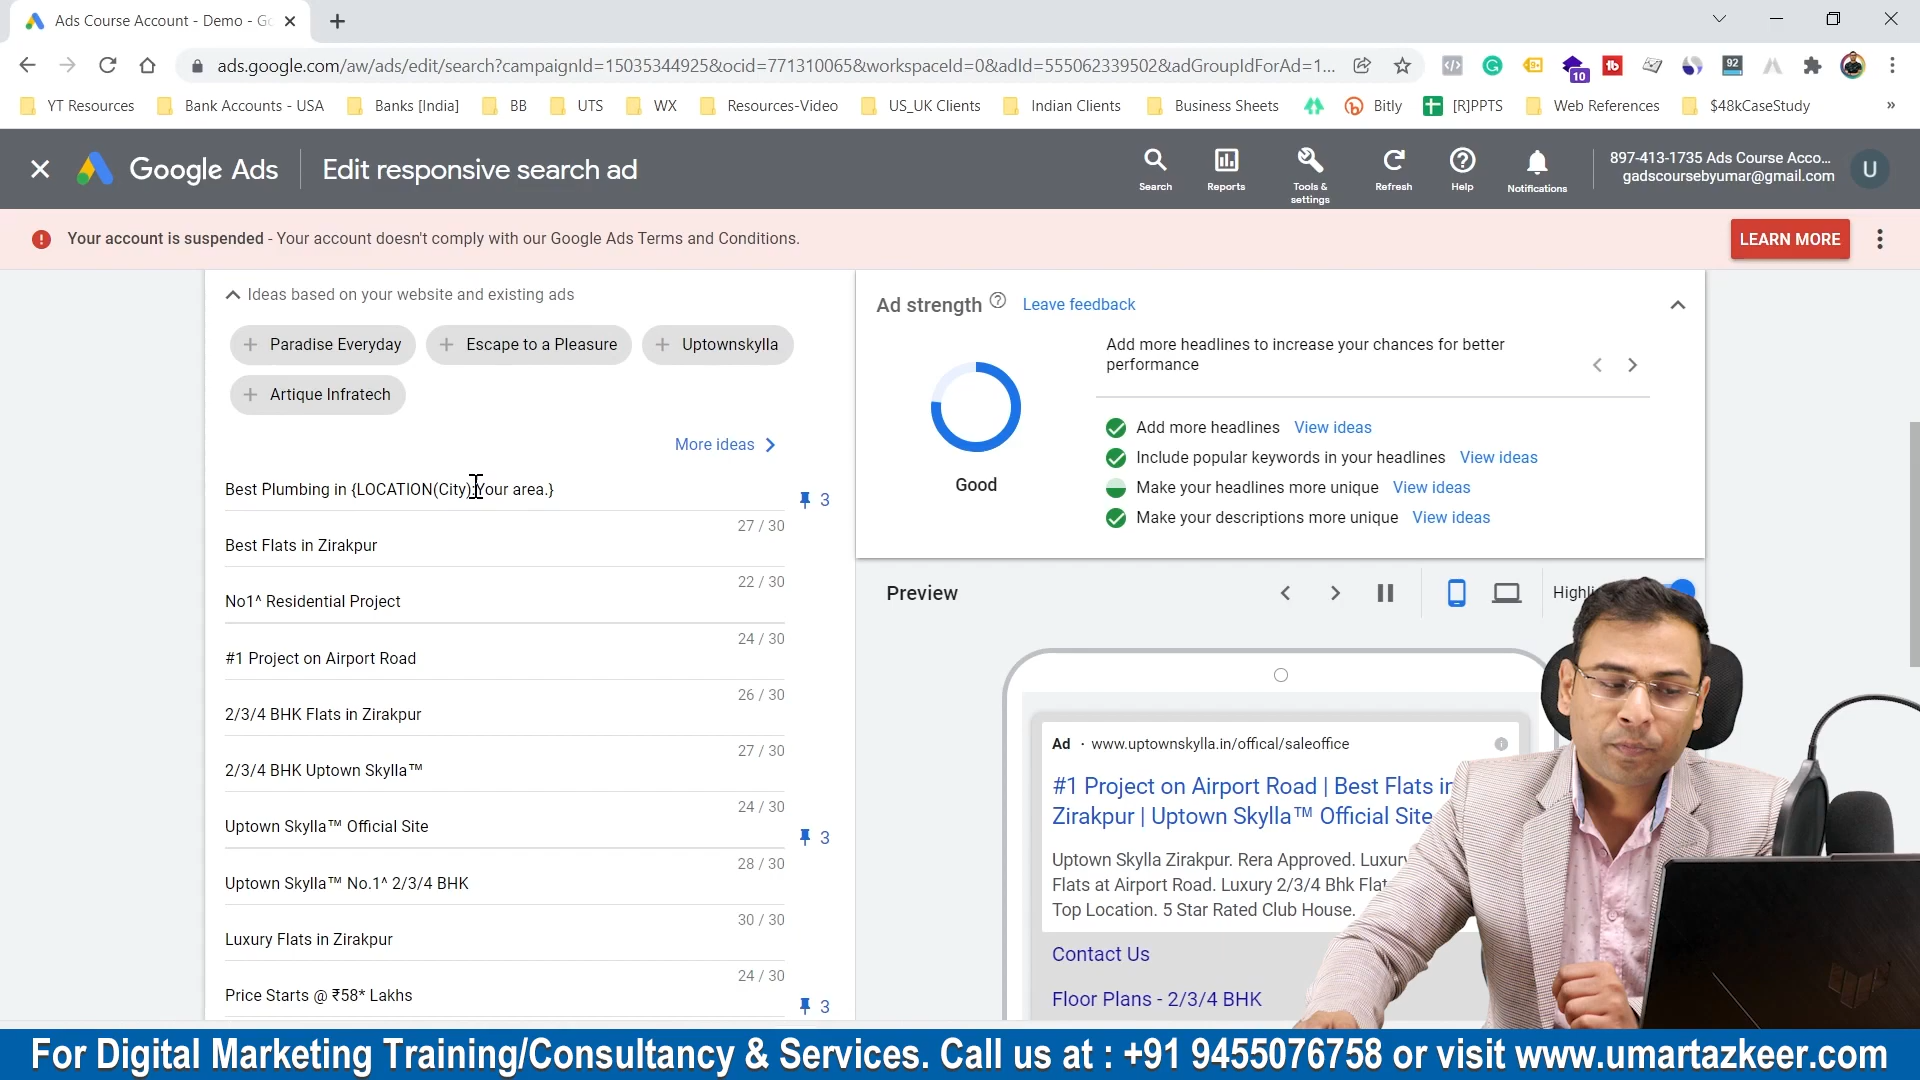 Ads Course Account - Demo - Go
ads.google.com/aw/ads/edit/search?campaignId=15035344925&ocid=771310065&workspaceId=0&adId=555062339502&adGroupIdForAd=1...
10
92
YT Resources
Bank Accounts - USA
Banks [India]
BB
UTS
WX
Resources-Video
US_UK Clients
Indian Clients
Business Sheets
Bitly
[R]PPTS
Web References
$48kCaseStudy
»
Google Ads
Edit responsive search ad
Search
Reports
Tools & settings
Refresh
Help
Notifications
897-413-1735 Ads Course Acco...
gadscoursebyumar@gmail.com
U
Your account is suspended - Your account doesn't comply with our Google Ads Terms and Conditions.
LEARN MORE
Ideas based on your website and existing ads
+ Paradise Everyday
+ Escape to a Pleasure
+ Uptownskylla
+ Artique Infratech
More ideas
Best Plumbing in {LOCATION(City):Your area.}
3
27 / 30
Best Flats in Zirakpur
22 / 30
No1^ Residential Project
24 / 30
#1 Project on Airport Road
26 / 30
2/3/4 BHK Flats in Zirakpur
27 / 30
2/3/4 BHK Uptown Skylla™
24 / 30
Uptown Skylla™ Official Site
3
28 / 30
Uptown Skylla™ No.1^ 2/3/4 BHK
30 / 30
Luxury Flats in Zirakpur
24 / 30
Price Starts @ ₹58* Lakhs
3
Ad strength
Leave feedback
Good
Add more headlines to increase your chances for better
performance
Add more headlines View ideas
Include popular keywords in your headlines View ideas
Make your headlines more unique View ideas
Make your descriptions more unique View ideas
Preview
Highli
Ad · www.uptownskylla.in/offical/saleoffice
#1 Project on Airport Road | Best Flats in
Zirakpur | Uptown Skylla™ Official Site
Uptown Skylla Zirakpur. Rera Approved. Luxury
Flats at Airport Road. Luxury 2/3/4 Bhk Flat
Top Location. 5 Star Rated Club House.
Contact Us
Floor Plans - 2/3/4 BHK
For Digital Marketing Training/Consultancy & Services. Call us at : +91 9455076758 or visit www.umartazkeer.com